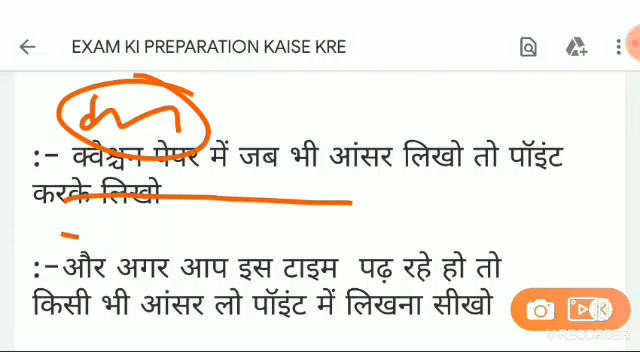 EXAM KI PREPARATION KAISE KRE
:- क्वेश्चन पेपर में जब भी आंसर लिखो तो पॉइंट
करके लिखो
:-और अगर आप इस टाइम पढ़ रहे हो तो
किसी भी आंसर लो पॉइंट में लिखना सीखो
V RECORDER